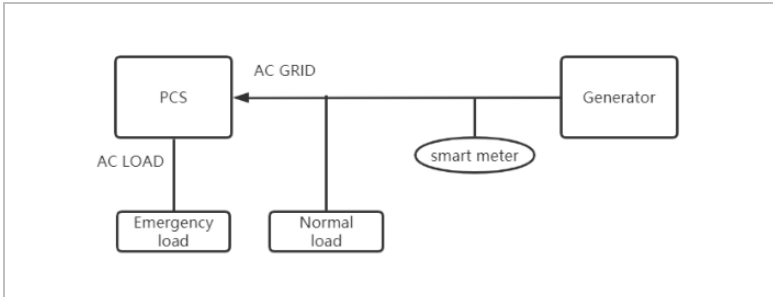 AC GRID
PCS
Generator
AC LOAD
smart meter
Emergency
load
Normal
load